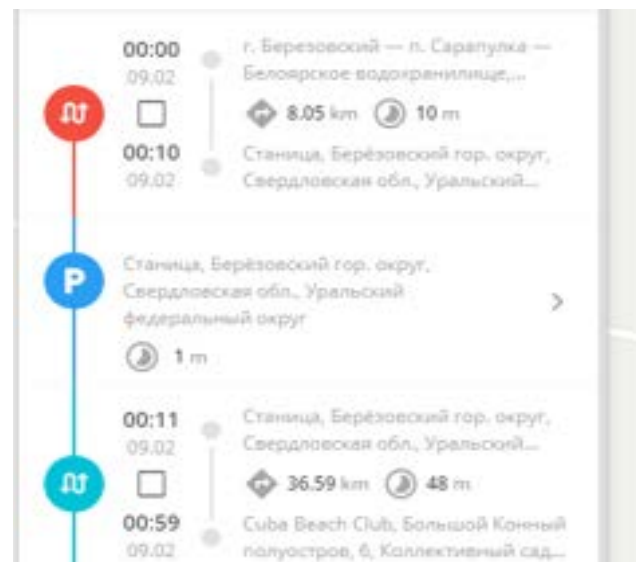 00:00
09.02
г. Березовский — п. Сарапулка —
Белоярское водохранилище,...
8.05 km 10 m
00:10
09.02
Станица, Берёзовский гор. округ,
Свердловская обл., Уральский...
P
Станица, Берёзовский гор. округ,
Свердловская обл., Уральский
федеральный округ
1 m
00:11
09.02
Станица, Берёзовский гор. округ,
Свердловская обл., Уральский...
36.59 km 48 m
00:59
09.02
Cuba Beach Club, Большой Конный
полуостров, 6, Коллективный сад...